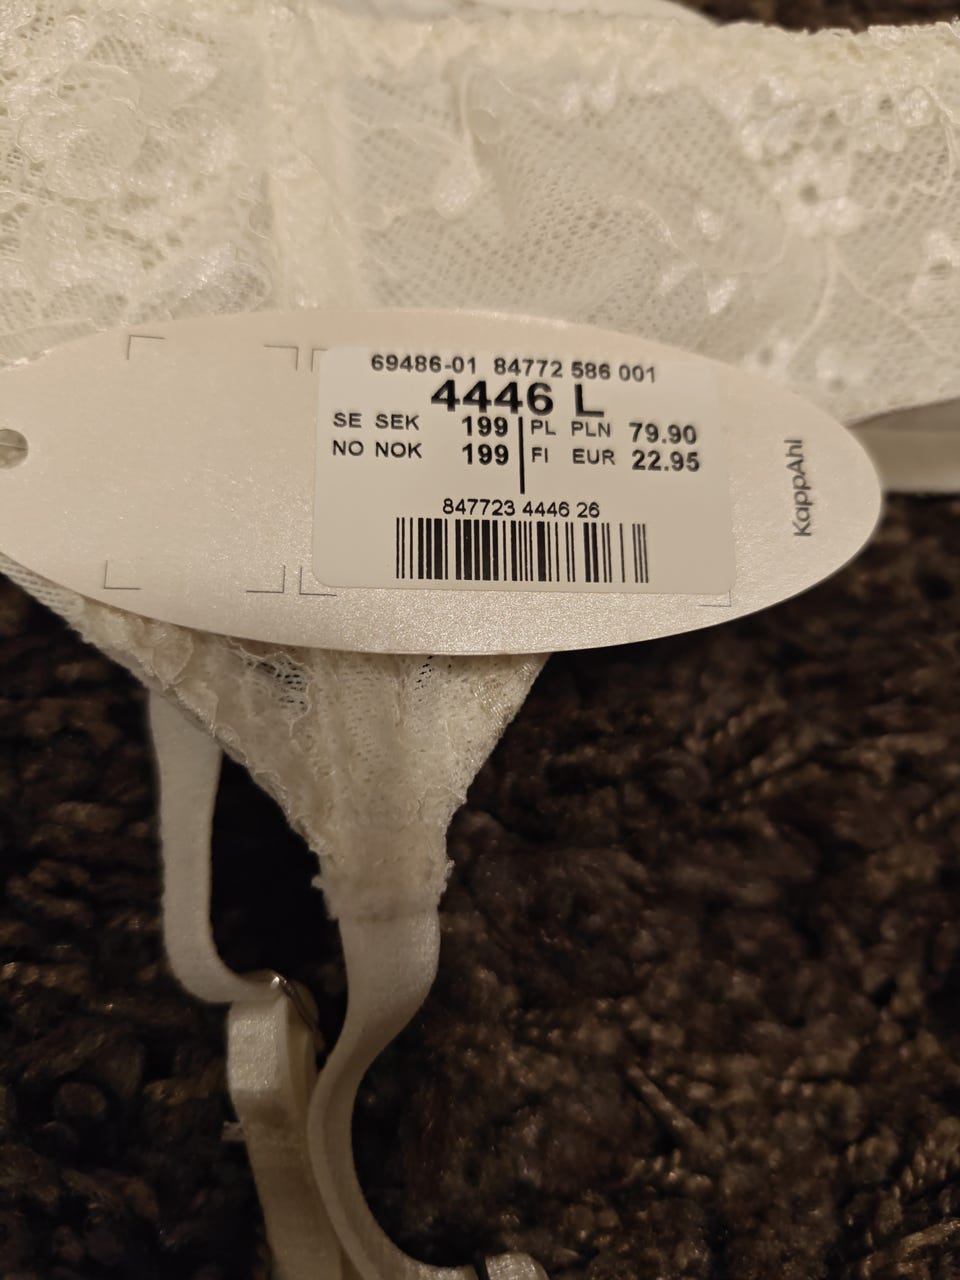 69486-01 84772 586 001
4446 L
SE SEK 199 PL PLN 79.90
NO NOK 199 FI EUR 22.95
847723 4446 26
KappAhl